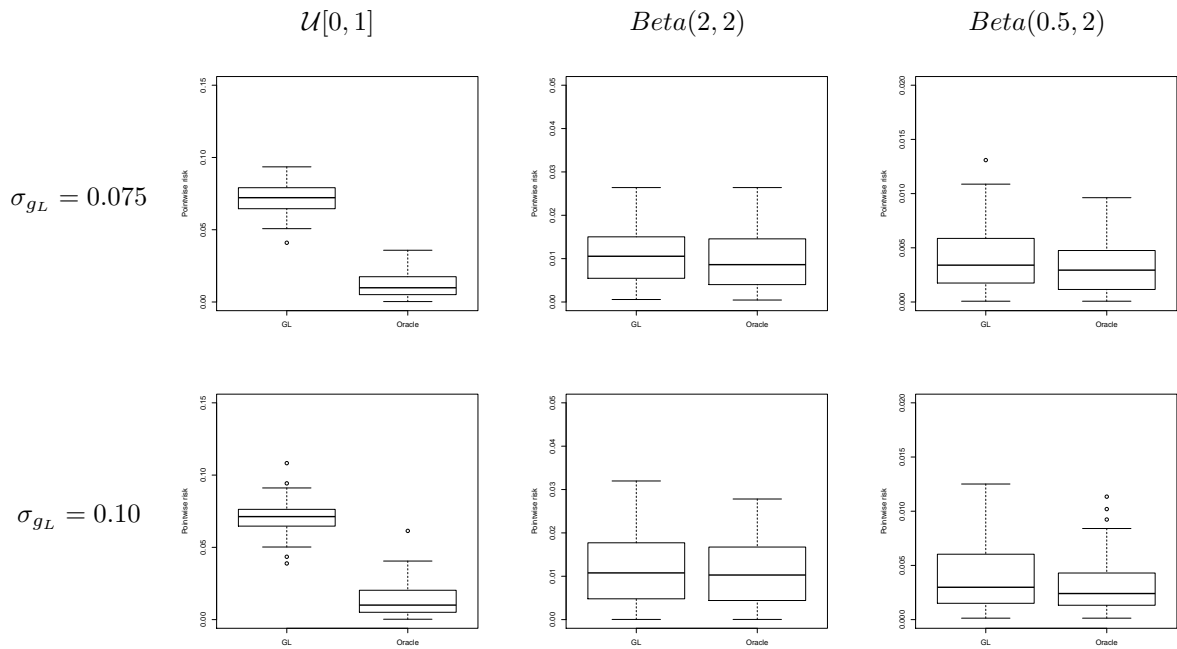 𝒰[0, 1]
Beta(2, 2)
Beta(0.5, 2)
σ_{g_L} = 0.075
Pointwise risk
0.15
0.10
0.05
0.00
GL Oracle
Pointwise risk
0.05
0.04
0.03
0.02
0.01
0.00
GL Oracle
Pointwise risk
0.020
0.015
0.010
0.005
0.000
GL Oracle
σ_{g_L} = 0.10
Pointwise risk
0.15
0.10
0.05
0.00
GL Oracle
Pointwise risk
0.05
0.04
0.03
0.02
0.01
0.00
GL Oracle
Pointwise risk
0.020
0.015
0.010
0.005
0.000
GL Oracle